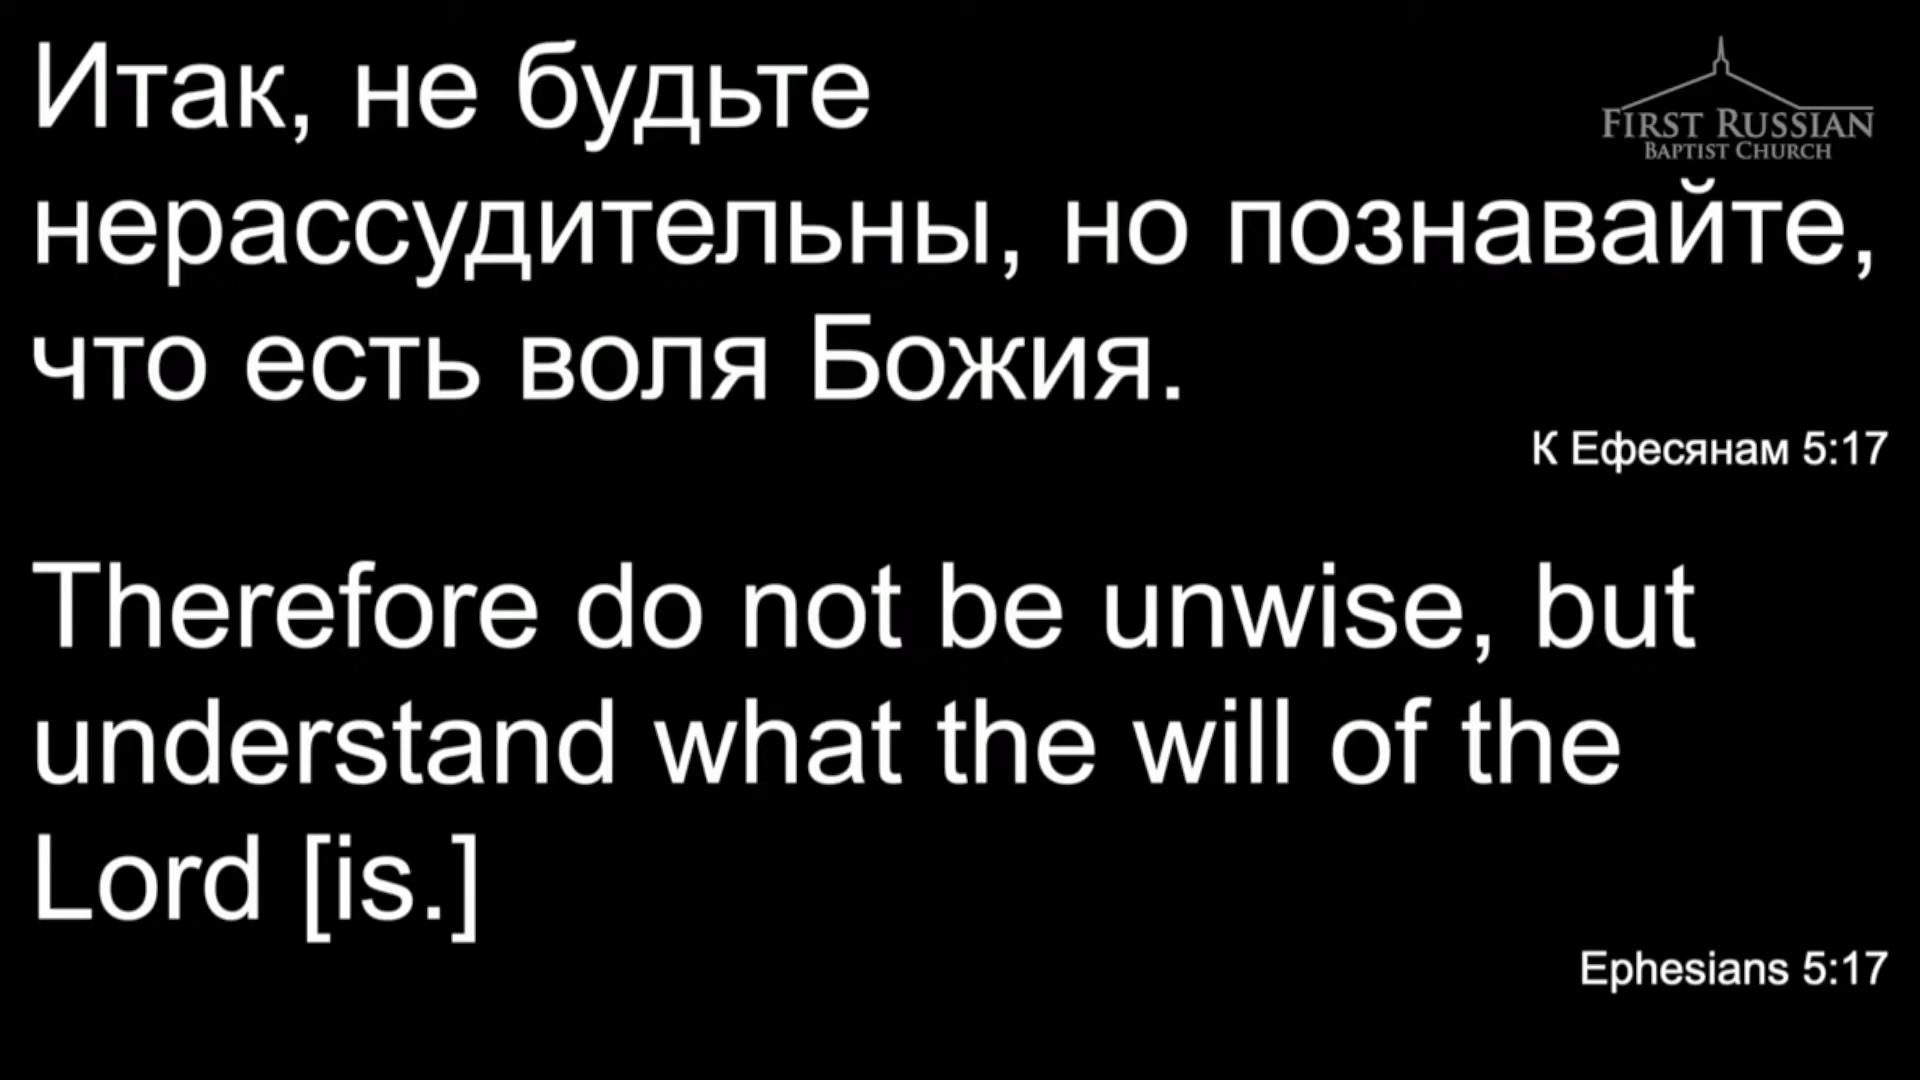 Итак, не будьте
FIRST RUSSIAN
BAPTIST CHURCH
нерассудительны, но познавайте,
что есть воля Божия.
К Ефесянам 5:17
Therefore do not be unwise, but
understand what the will of the
Lord [is.]
Ephesians 5:17